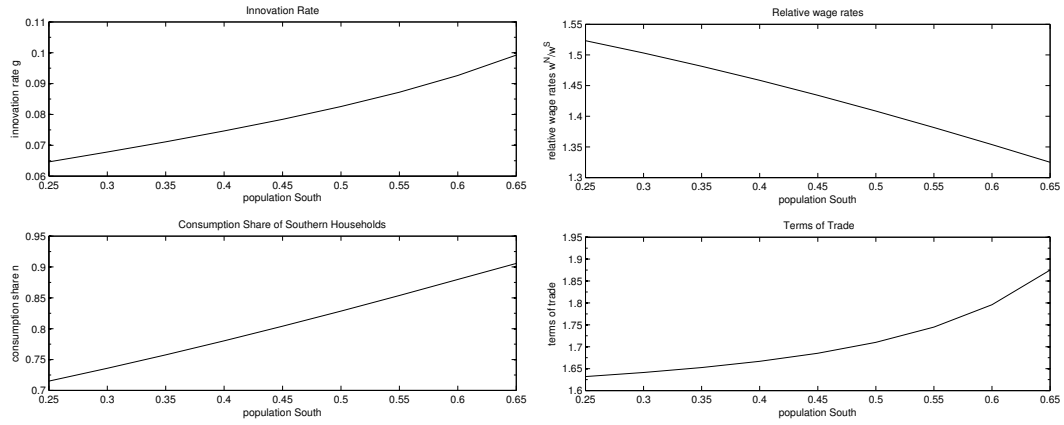 Innovation Rate
innovation rate g
0.11
0.1
0.09
0.08
0.07
0.06
0.25 0.3 0.35 0.4 0.45 0.5 0.55 0.6 0.65
population South
Relative wage rates
relative wage rates w^N/w^S
1.55
1.5
1.45
1.4
1.35
1.3
0.25 0.3 0.35 0.4 0.45 0.5 0.55 0.6 0.65
population South
Consumption Share of Southern Households
consumption share n
0.95
0.9
0.85
0.8
0.75
0.7
0.25 0.3 0.35 0.4 0.45 0.5 0.55 0.6 0.65
population South
Terms of Trade
terms of trade
1.95
1.9
1.85
1.8
1.75
1.7
1.65
1.6
0.25 0.3 0.35 0.4 0.45 0.5 0.55 0.6 0.65
population South